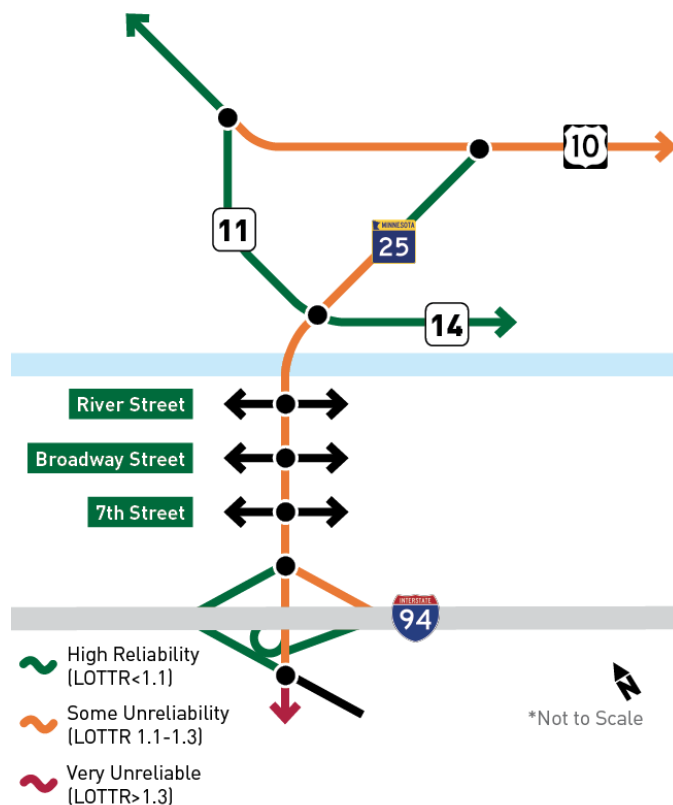 10
11
MINNESOTA
25
14
River Street
Broadway Street
7th Street
INTERSTATE
94
High Reliability
(LOTTR<1.1)
Some Unreliability
(LOTTR 1.1-1.3)
Very Unreliable
(LOTTR>1.3)
N
*Not to Scale